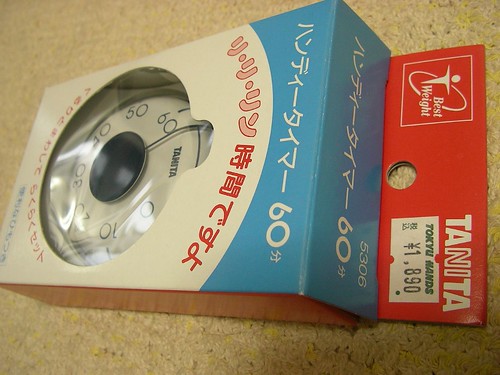 ハンディータイマー 60分
5306
ハンディータイマー 60分
リ・リ・リン 時間ですよ
TANITA
60
50
40
10
0
Best
Weight
TANITA
TOKYU HANDS
税込
¥1,890